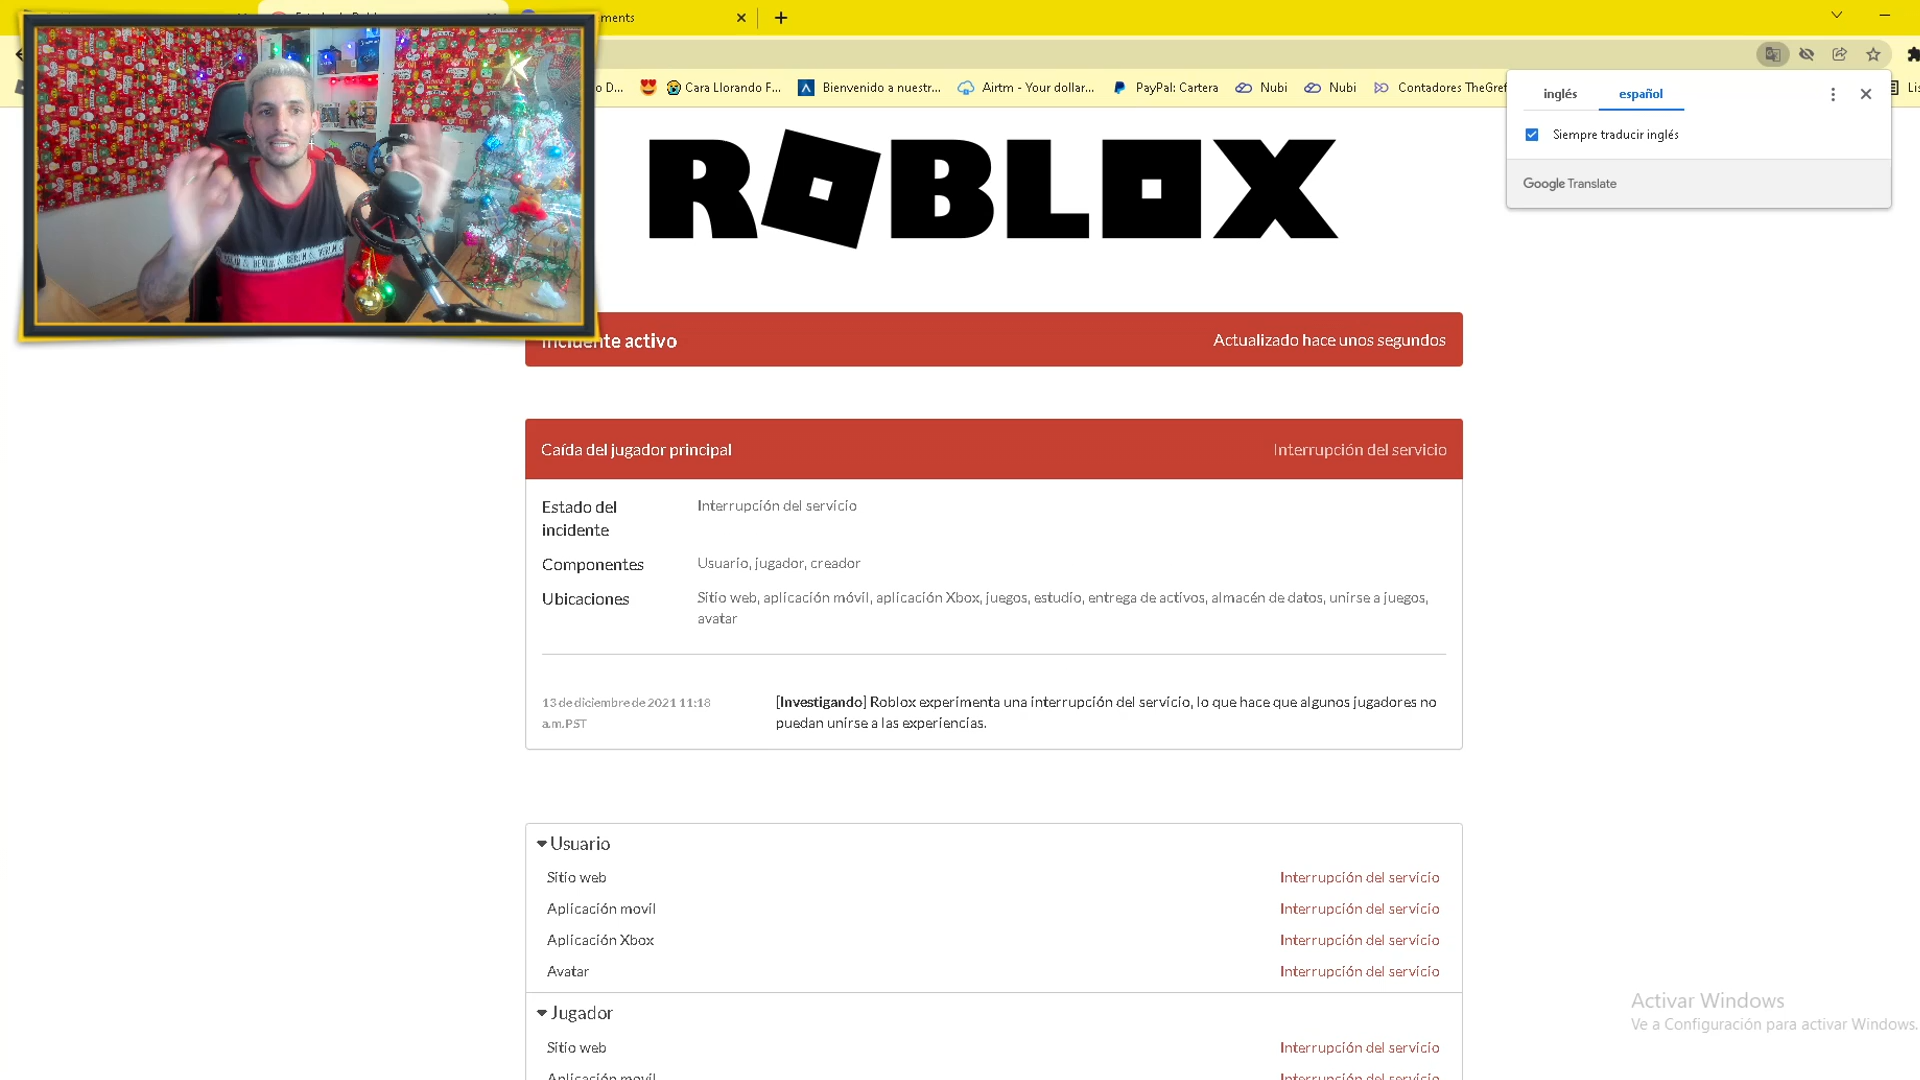 ments
Cara Llorando F...
Bienvenido a nuestr...
Airtm - Your dollar...
PayPal: Cartera
Nubi
Nubi
Contadores TheGref
Lis
inglés
español
Siempre traducir inglés
Google Translate
ROBLOX
Incidente activo
Actualizado hace unos segundos
Caída del jugador principal
Interrupción del servicio
Estado del
incidente
Interrupción del servicio
Componentes
Usuario, jugador, creador
Ubicaciones
Sitio web, aplicación móvil, aplicación Xbox, juegos, estudio, entrega de activos, almacén de datos, unirse a juegos,
avatar
13 de diciembre de 2021 11:18
a.m. PST
[Investigando] Roblox experimenta una interrupción del servicio, lo que hace que algunos jugadores no
puedan unirse a las experiencias.
Usuario
Sitio web
Interrupción del servicio
Aplicación movil
Interrupción del servicio
Aplicación Xbox
Interrupción del servicio
Avatar
Interrupción del servicio
Jugador
Sitio web
Interrupción del servicio
Aplicación movil
Interrupción del servicio
Activar Windows
Ve a Configuración para activar Windows.